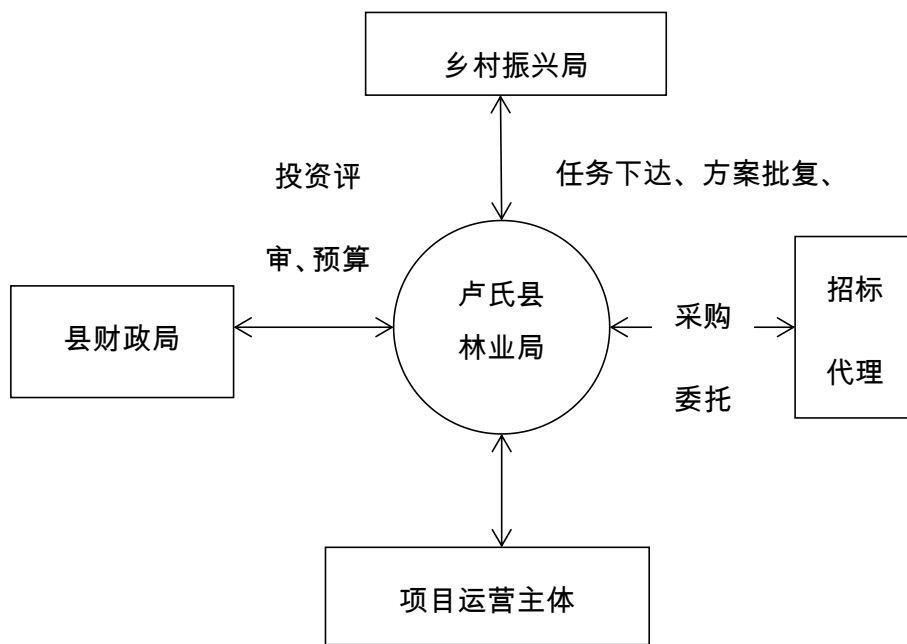 乡村振兴局
投资评
任务下达、方案批复、
审、预算
卢氏县
林业局
县财政局
采购
委托
招标
代理
项目运营主体